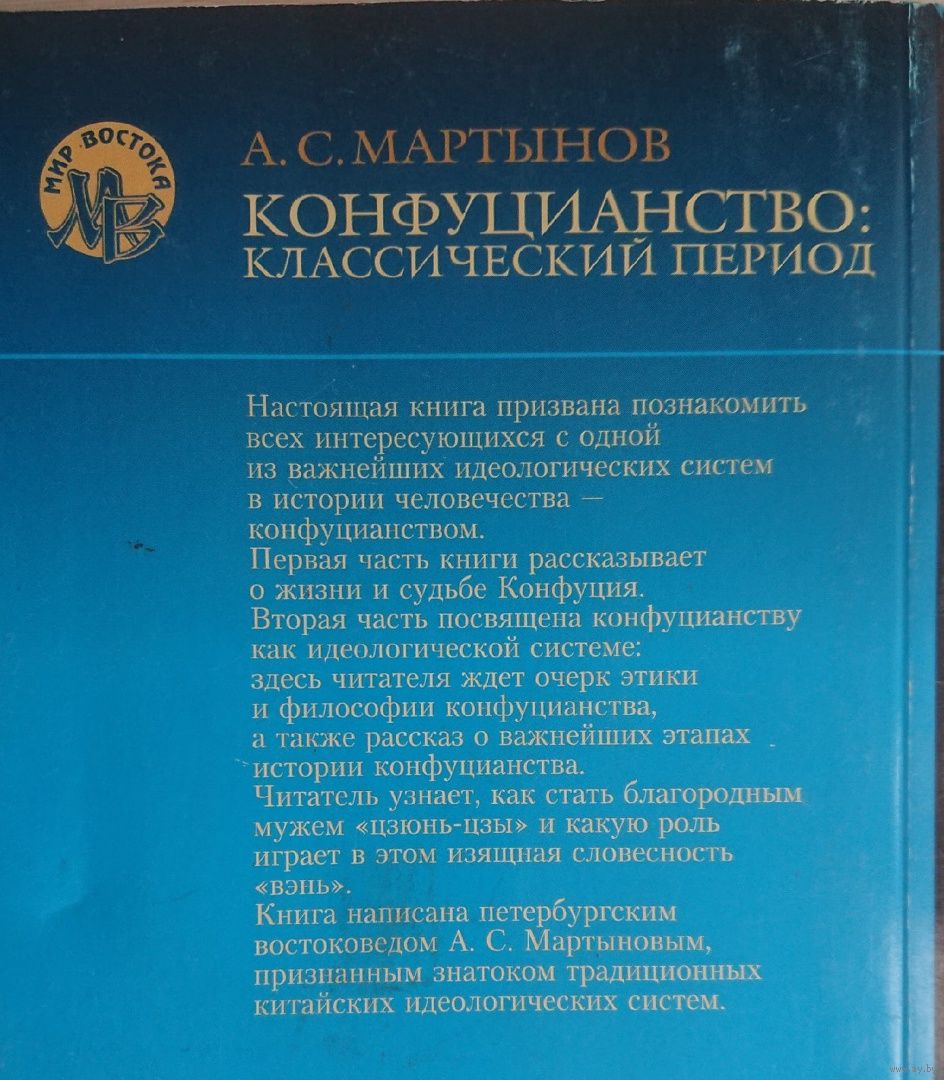 МИР ВОСТОКА
МВ
А. С. МАРТЫНОВ
КОНФУЦИАНСТВО:
КЛАССИЧЕСКИЙ ПЕРИОД
Настоящая книга призвана познакомить
всех интересующихся с одной
из важнейших идеологических систем
в истории человечества —
конфуцианством.
Первая часть книги рассказывает
о жизни и судьбе Конфуция.
Вторая часть посвящена конфуцианству
как идеологической системе:
здесь читателя ждет очерк этики
и философии конфуцианства,
а также рассказ о важнейших этапах
истории конфуцианства.
Читатель узнает, как стать благородным
мужем «цзюнь-цзы» и какую роль
играет в этом изящная словесность
«вэнь».
Книга написана петербургским
востоковедом А. С. Мартыновым,
признанным знатоком традиционных
китайских идеологических систем.